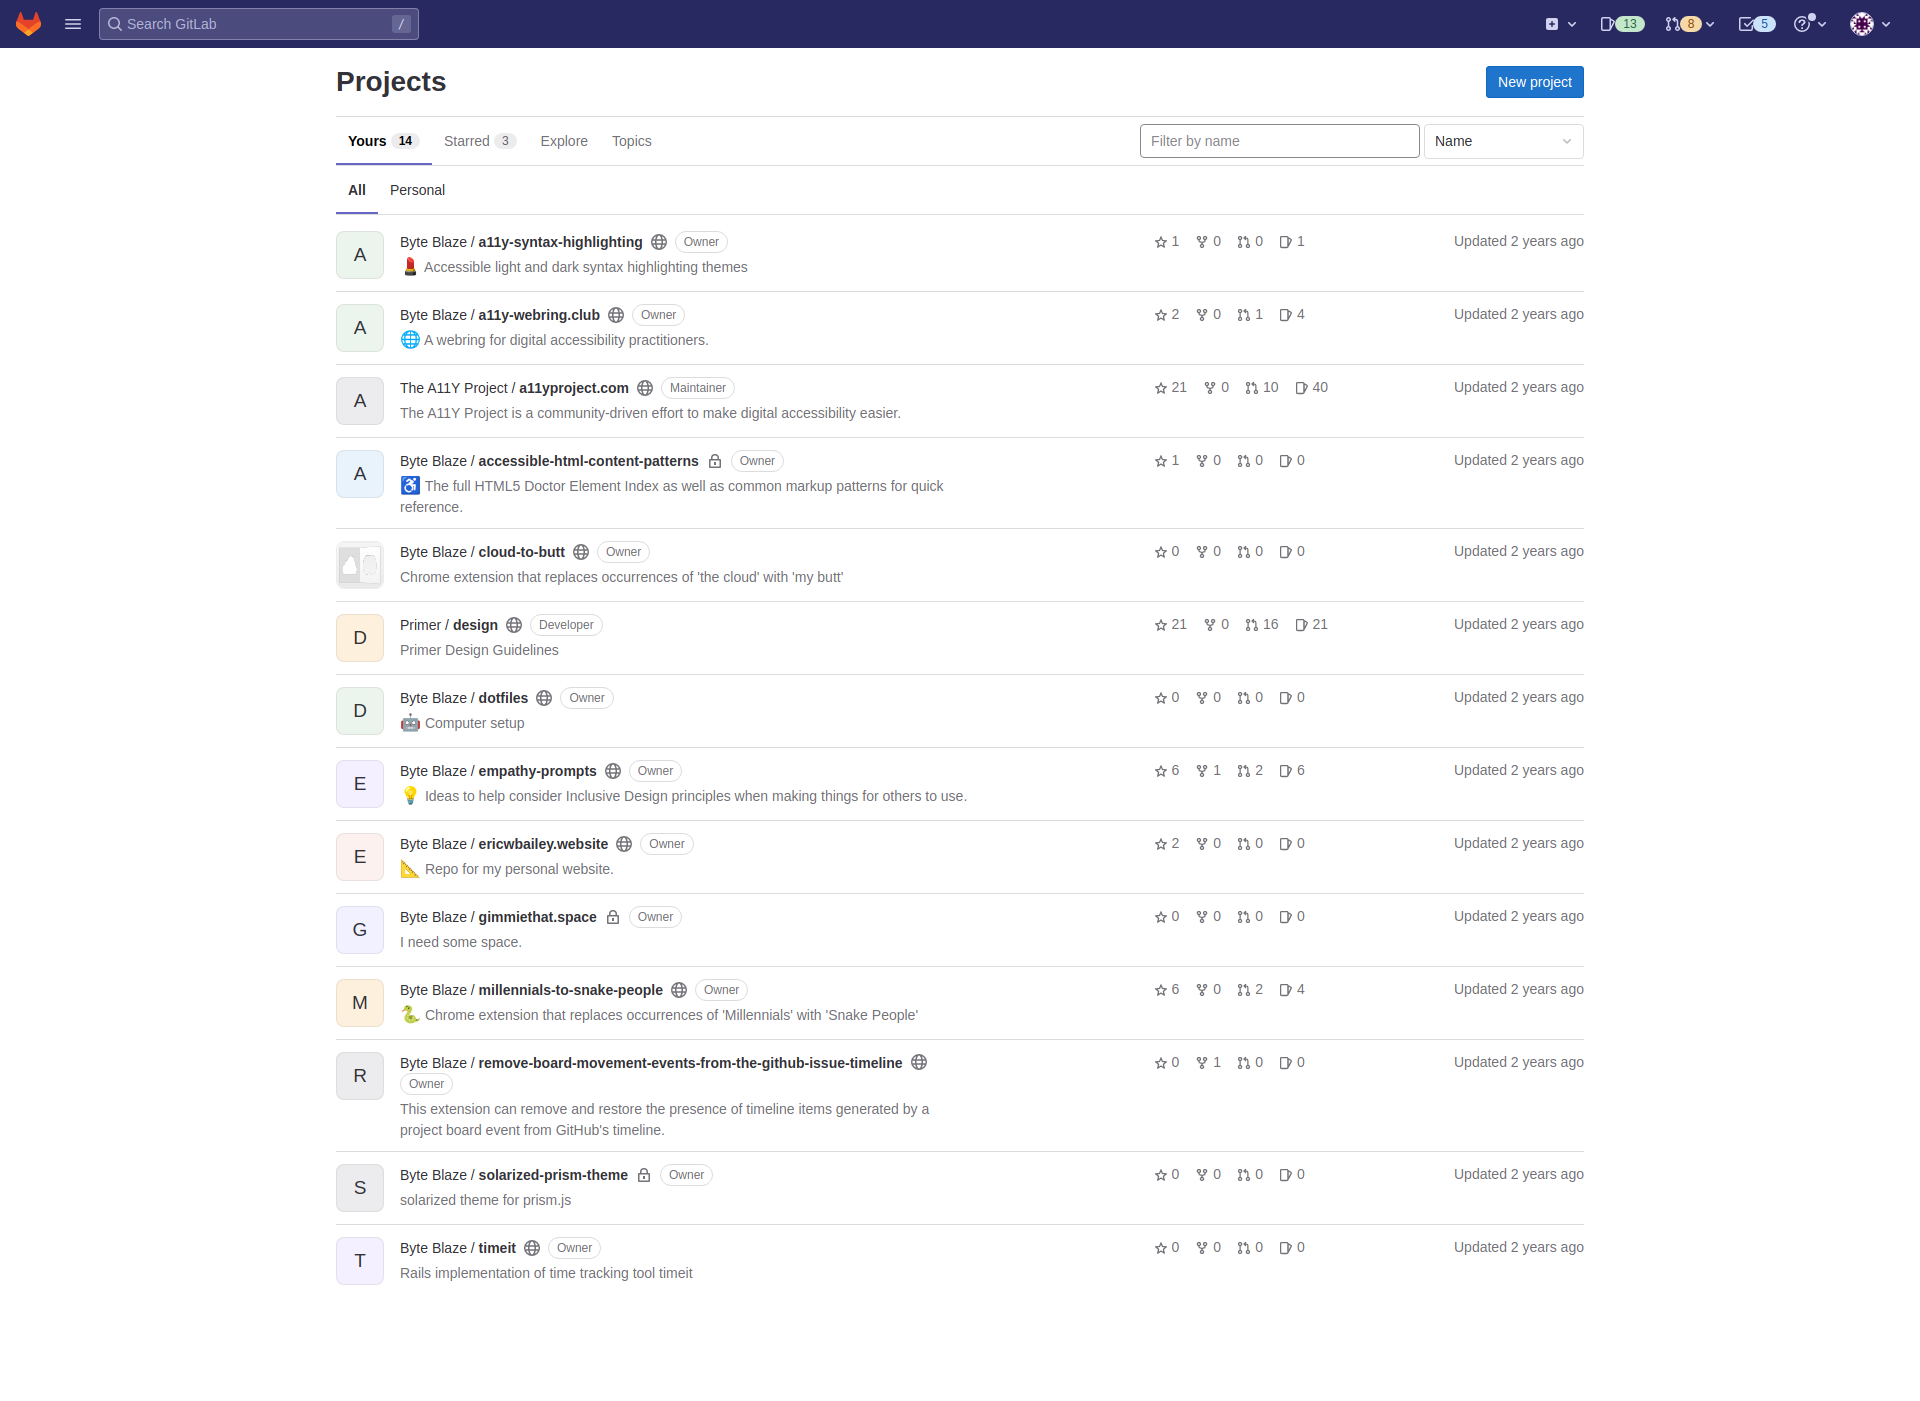 Search GitLab /
13 8 5
Projects
New project
Yours 14 Starred 3 Explore Topics Filter by name Name
All Personal
A Byte Blaze / a11y-syntax-highlighting Owner 1 0 0 1 Updated 2 years ago
Accessible light and dark syntax highlighting themes
A Byte Blaze / a11y-webring.club Owner 2 0 1 4 Updated 2 years ago
A webring for digital accessibility practitioners.
A The A11Y Project / a11yproject.com Maintainer 21 0 10 40 Updated 2 years ago
The A11Y Project is a community-driven effort to make digital accessibility easier.
A Byte Blaze / accessible-html-content-patterns Owner 1 0 0 0 Updated 2 years ago
The full HTML5 Doctor Element Index as well as common markup patterns for quick
reference.
Byte Blaze / cloud-to-butt Owner 0 0 0 0 Updated 2 years ago
Chrome extension that replaces occurrences of 'the cloud' with 'my butt'
D Primer / design Developer 21 0 16 21 Updated 2 years ago
Primer Design Guidelines
D Byte Blaze / dotfiles Owner 0 0 0 0 Updated 2 years ago
Computer setup
E Byte Blaze / empathy-prompts Owner 6 1 2 6 Updated 2 years ago
Ideas to help consider Inclusive Design principles when making things for others to use.
E Byte Blaze / ericwbailey.website Owner 2 0 0 0 Updated 2 years ago
Repo for my personal website.
G Byte Blaze / gimmiethat.space Owner 0 0 0 0 Updated 2 years ago
I need some space.
M Byte Blaze / millennials-to-snake-people Owner 6 0 2 4 Updated 2 years ago
Chrome extension that replaces occurrences of 'Millennials' with 'Snake People'
R Byte Blaze / remove-board-movement-events-from-the-github-issue-timeline 0 1 0 0 Updated 2 years ago
Owner
This extension can remove and restore the presence of timeline items generated by a
project board event from GitHub's timeline.
S Byte Blaze / solarized-prism-theme Owner 0 0 0 0 Updated 2 years ago
solarized theme for prism.js
T Byte Blaze / timeit Owner 0 0 0 0 Updated 2 years ago
Rails implementation of time tracking tool timeit